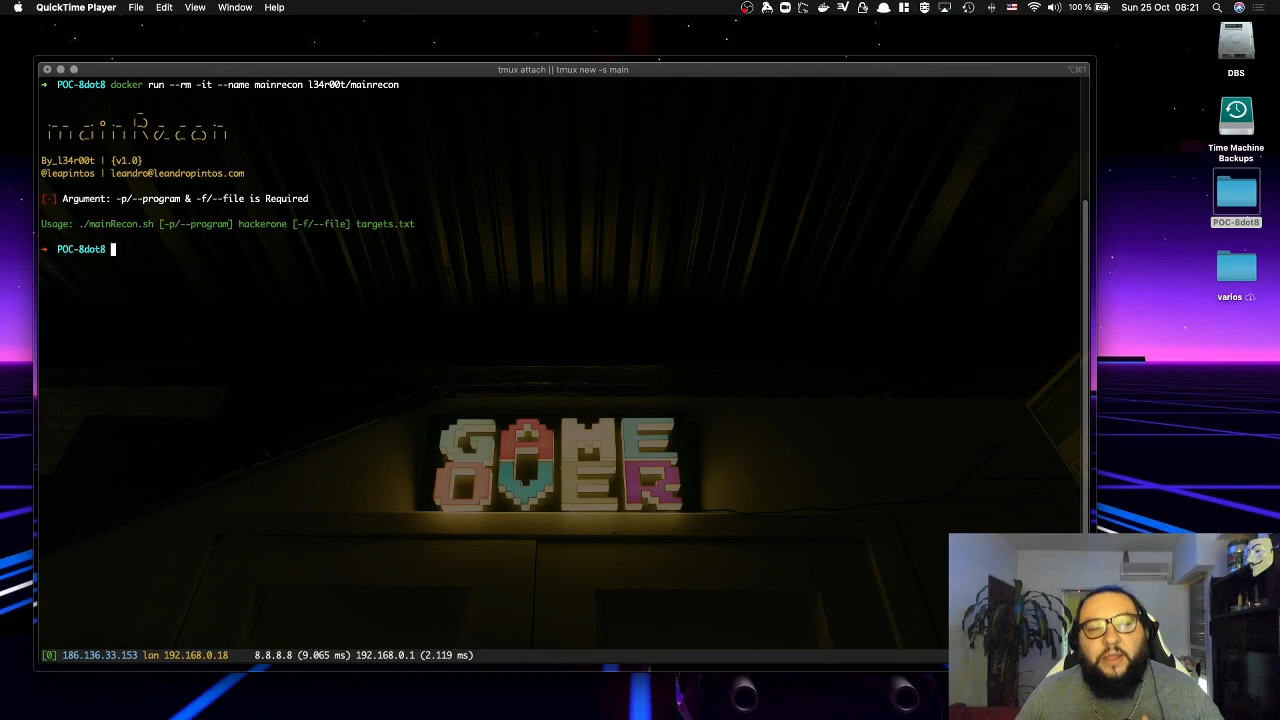 QuickTime Player File Edit View Window Help
100 % Sun 25 Oct 08:21
tmux attach || tmux new -s main
➜ POC-8dot8 docker run --rm -it --name mainrecon l34r00t/mainrecon
By_l34r00t | {v1.0}
@leapintos | leandro@leandropintos.com
[-] Argument: -p/--program & -f/--file is Required
Usage: ./mainRecon.sh [-p/--program] hackerone [-f/--file] targets.txt
➜ POC-8dot8
GAME
OVER
[0] 186.136.33.153 lan 192.168.0.18 8.8.8.8 (9.065 ms) 192.168.0.1 (2.119 ms)
DBS
Time Machine
Backups
POC-8dot8
varios